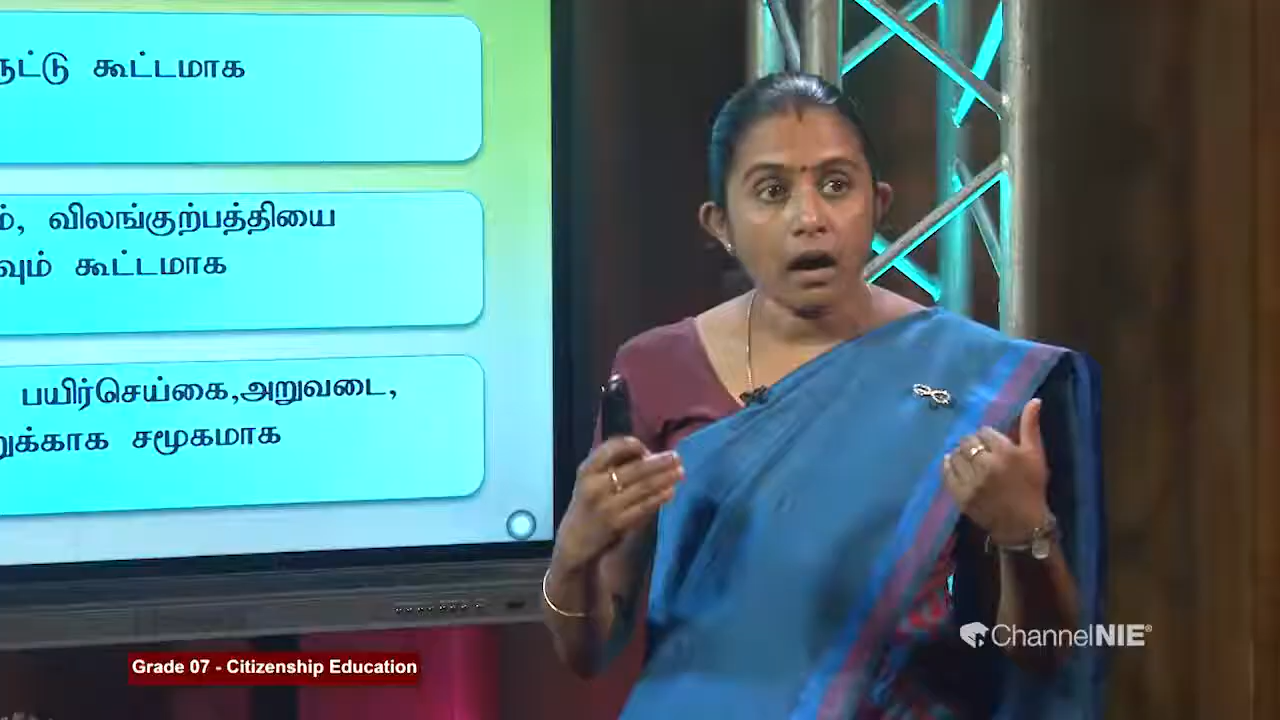 கூட்டமாக
விலங்குற்பத்தியை
கூட்டமாக
பயிர்செய்கை,அறுவடை,
சமூகமாக
Grade 07 - Citizenship Education
ChannelNIE